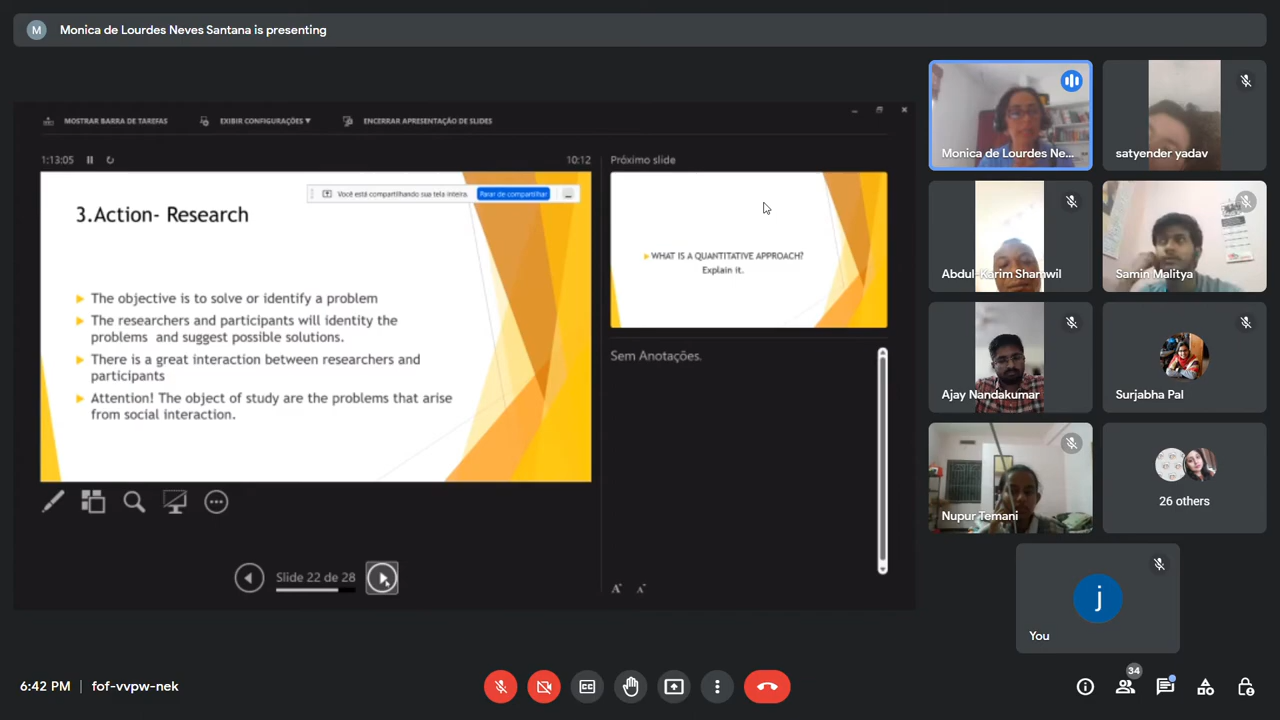 M
Monica de Lourdes Neves Santana is presenting
MOSTRAR BARRA DE TAREFAS
EXIBIR CONFIGURAÇÕES ▼
ENCERRAR APRESENTAÇÃO DE SLIDES
1:13:05
10:12
Você está compartilhando sua tela inteira.
Parar de compartilhar
3.Action- Research
The objective is to solve or identify a problem
The researchers and participants will identity the
problems and suggest possible solutions.
There is a great interaction between researchers and
participants
Attention! The object of study are the problems that arise
from social interaction.
Próximo slide
WHAT IS A QUANTITATIVE APPROACH?
Explain it.
Sem Anotações.
Slide 22 de 28
A
A
Monica de Lourdes Ne...
satyender yadav
Abdul-Karim Shamwil
Samin Malitya
Ajay Nandakumar
Surjabha Pal
Nupur Temani
26 others
j
You
6:42 PM | fof-vvpw-nek
CC
34